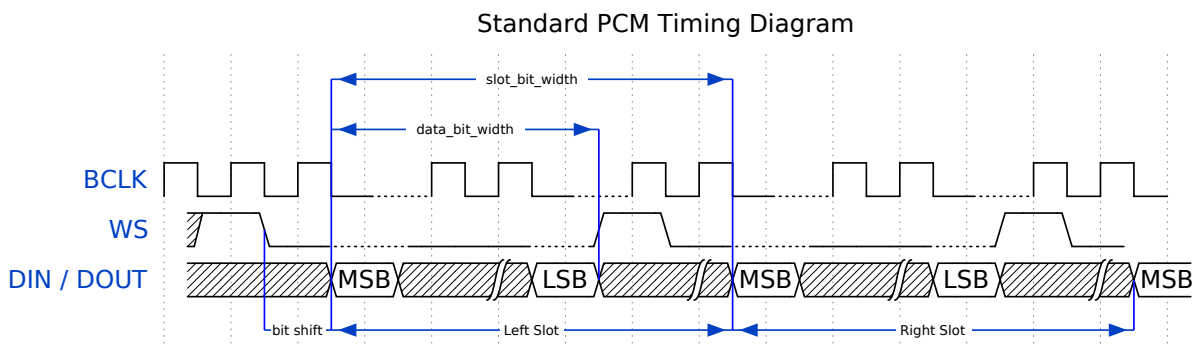 Standard PCM Timing Diagram
slot_bit_width
data_bit_width
BCLK
WS
DIN / DOUT MSB LSB MSB LSB MSB
bit shift Left Slot Right Slot